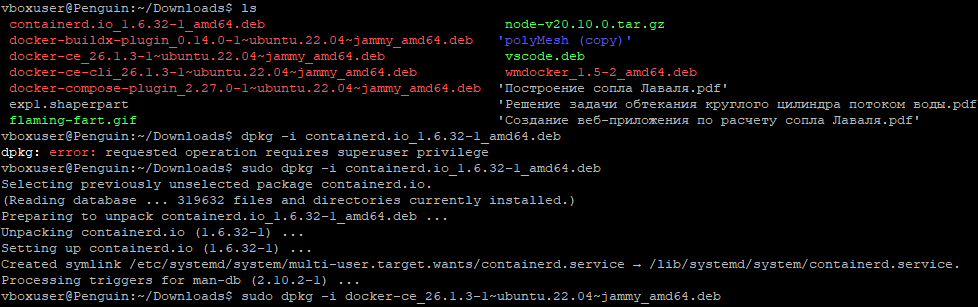 vboxuser@Penguin:~/Downloads$ ls
containerd.io_1.6.32-1_amd64.deb node-v20.10.0.tar.gz
docker-buildx-plugin_0.14.0-1~ubuntu.22.04~jammy_amd64.deb 'polyMesh (copy)'
docker-ce_26.1.3-1~ubuntu.22.04~jammy_amd64.deb vscode.deb
docker-ce-cli_26.1.3-1~ubuntu.22.04~jammy_amd64.deb wmdocker_1.5-2_amd64.deb
docker-compose-plugin_2.27.0-1~ubuntu.22.04~jammy_amd64.deb 'Построение сопла Лаваля.pdf'
exp1.shaperpart 'Решение задачи обтекания круглого цилиндра потоком воды.pdf'
flaming-fart.gif 'Создание веб-приложения по расчету сопла Лаваля.pdf'
vboxuser@Penguin:~/Downloads$ dpkg -i containerd.io_1.6.32-1_amd64.deb
dpkg: error: requested operation requires superuser privilege
vboxuser@Penguin:~/Downloads$ sudo dpkg -i containerd.io_1.6.32-1_amd64.deb
Selecting previously unselected package containerd.io.
(Reading database ... 319632 files and directories currently installed.)
Preparing to unpack containerd.io_1.6.32-1_amd64.deb ...
Unpacking containerd.io (1.6.32-1) ...
Setting up containerd.io (1.6.32-1) ...
Created symlink /etc/systemd/system/multi-user.target.wants/containerd.service → /lib/systemd/system/containerd.service.
Processing triggers for man-db (2.10.2-1) ...
vboxuser@Penguin:~/Downloads$ sudo dpkg -i docker-ce_26.1.3-1~ubuntu.22.04~jammy_amd64.deb